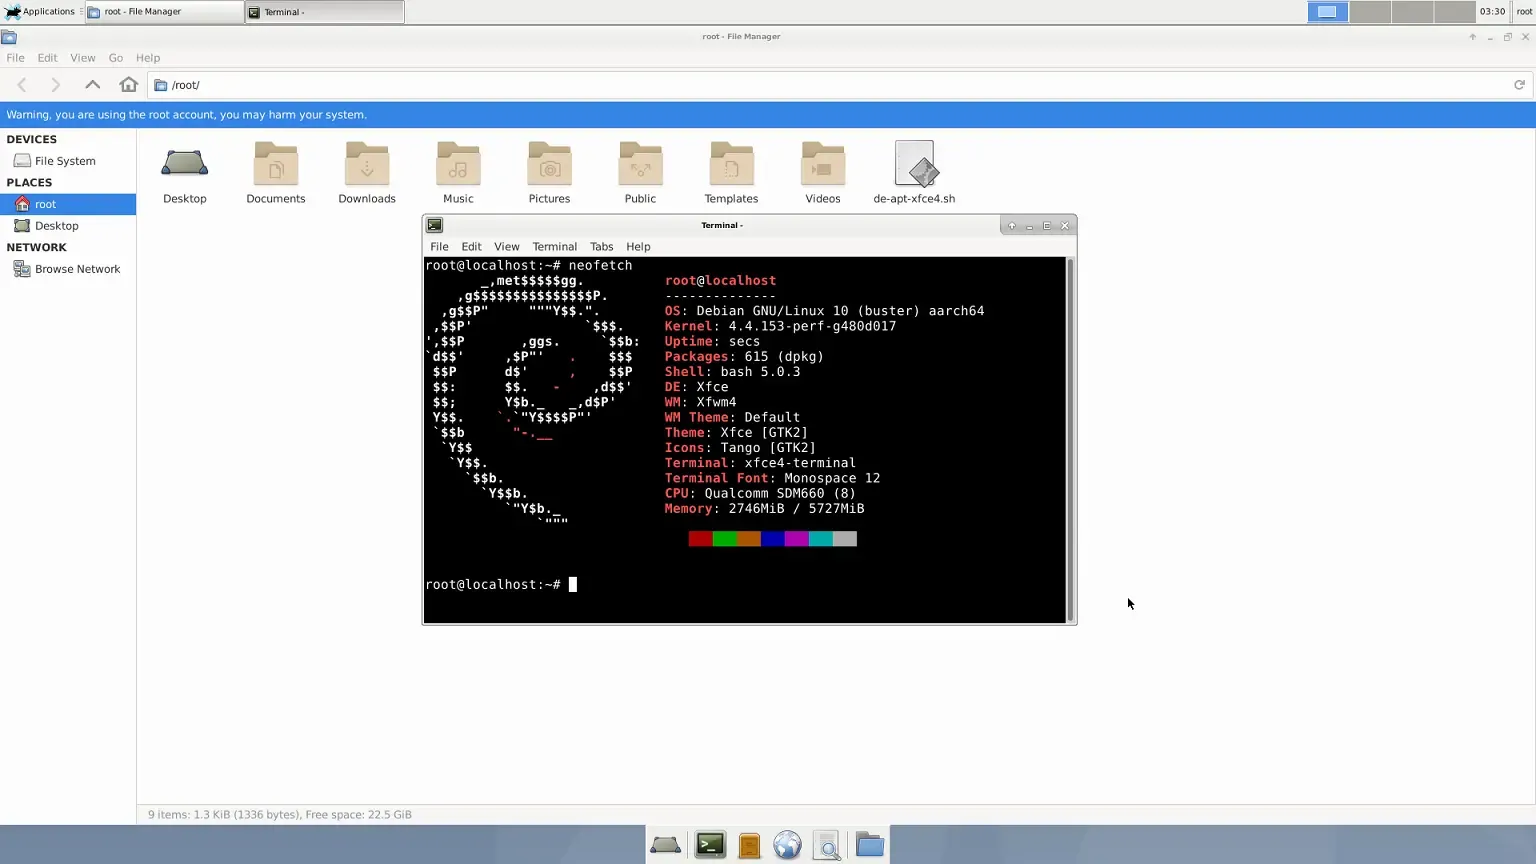 Applications root - File Manager Terminal - 03:30 root
root - File Manager
File Edit View Go Help
/root/
Warning, you are using the root account, you may harm your system.
DEVICES
File System
PLACES
root
Desktop
NETWORK
Browse Network
Desktop Documents Downloads Music Pictures Public Templates Videos de-apt-xfce4.sh
Terminal -
File Edit View Terminal Tabs Help
root@localhost:~# neofetch
_,met$$$$$gg. root@localhost
,g$$$$$$$$$$$$$$$P. --------------
,g$$P" """Y$$.". OS: Debian GNU/Linux 10 (buster) aarch64
,$$P' `$$$. Kernel: 4.4.153-perf-g480d017
',$$P ,ggs. `$$b: Uptime: secs
`d$$' ,$P"' . $$$ Packages: 615 (dpkg)
$$P d$' , $$P Shell: bash 5.0.3
$$: $$. - ,d$$' DE: Xfce
$$; Y$b._ _,d$P' WM: Xfwm4
Y$$. `.`"Y$$$$P"' WM Theme: Default
`$$b "-.__ Theme: Xfce [GTK2]
`Y$$ Icons: Tango [GTK2]
`Y$$. Terminal: xfce4-terminal
`$$b. Terminal Font: Monospace 12
`Y$$b. CPU: Qualcomm SDM660 (8)
`"Y$b._ Memory: 2746MiB / 5727MiB
`"""
root@localhost:~#
9 items: 1.3 KiB (1336 bytes), Free space: 22.5 GiB